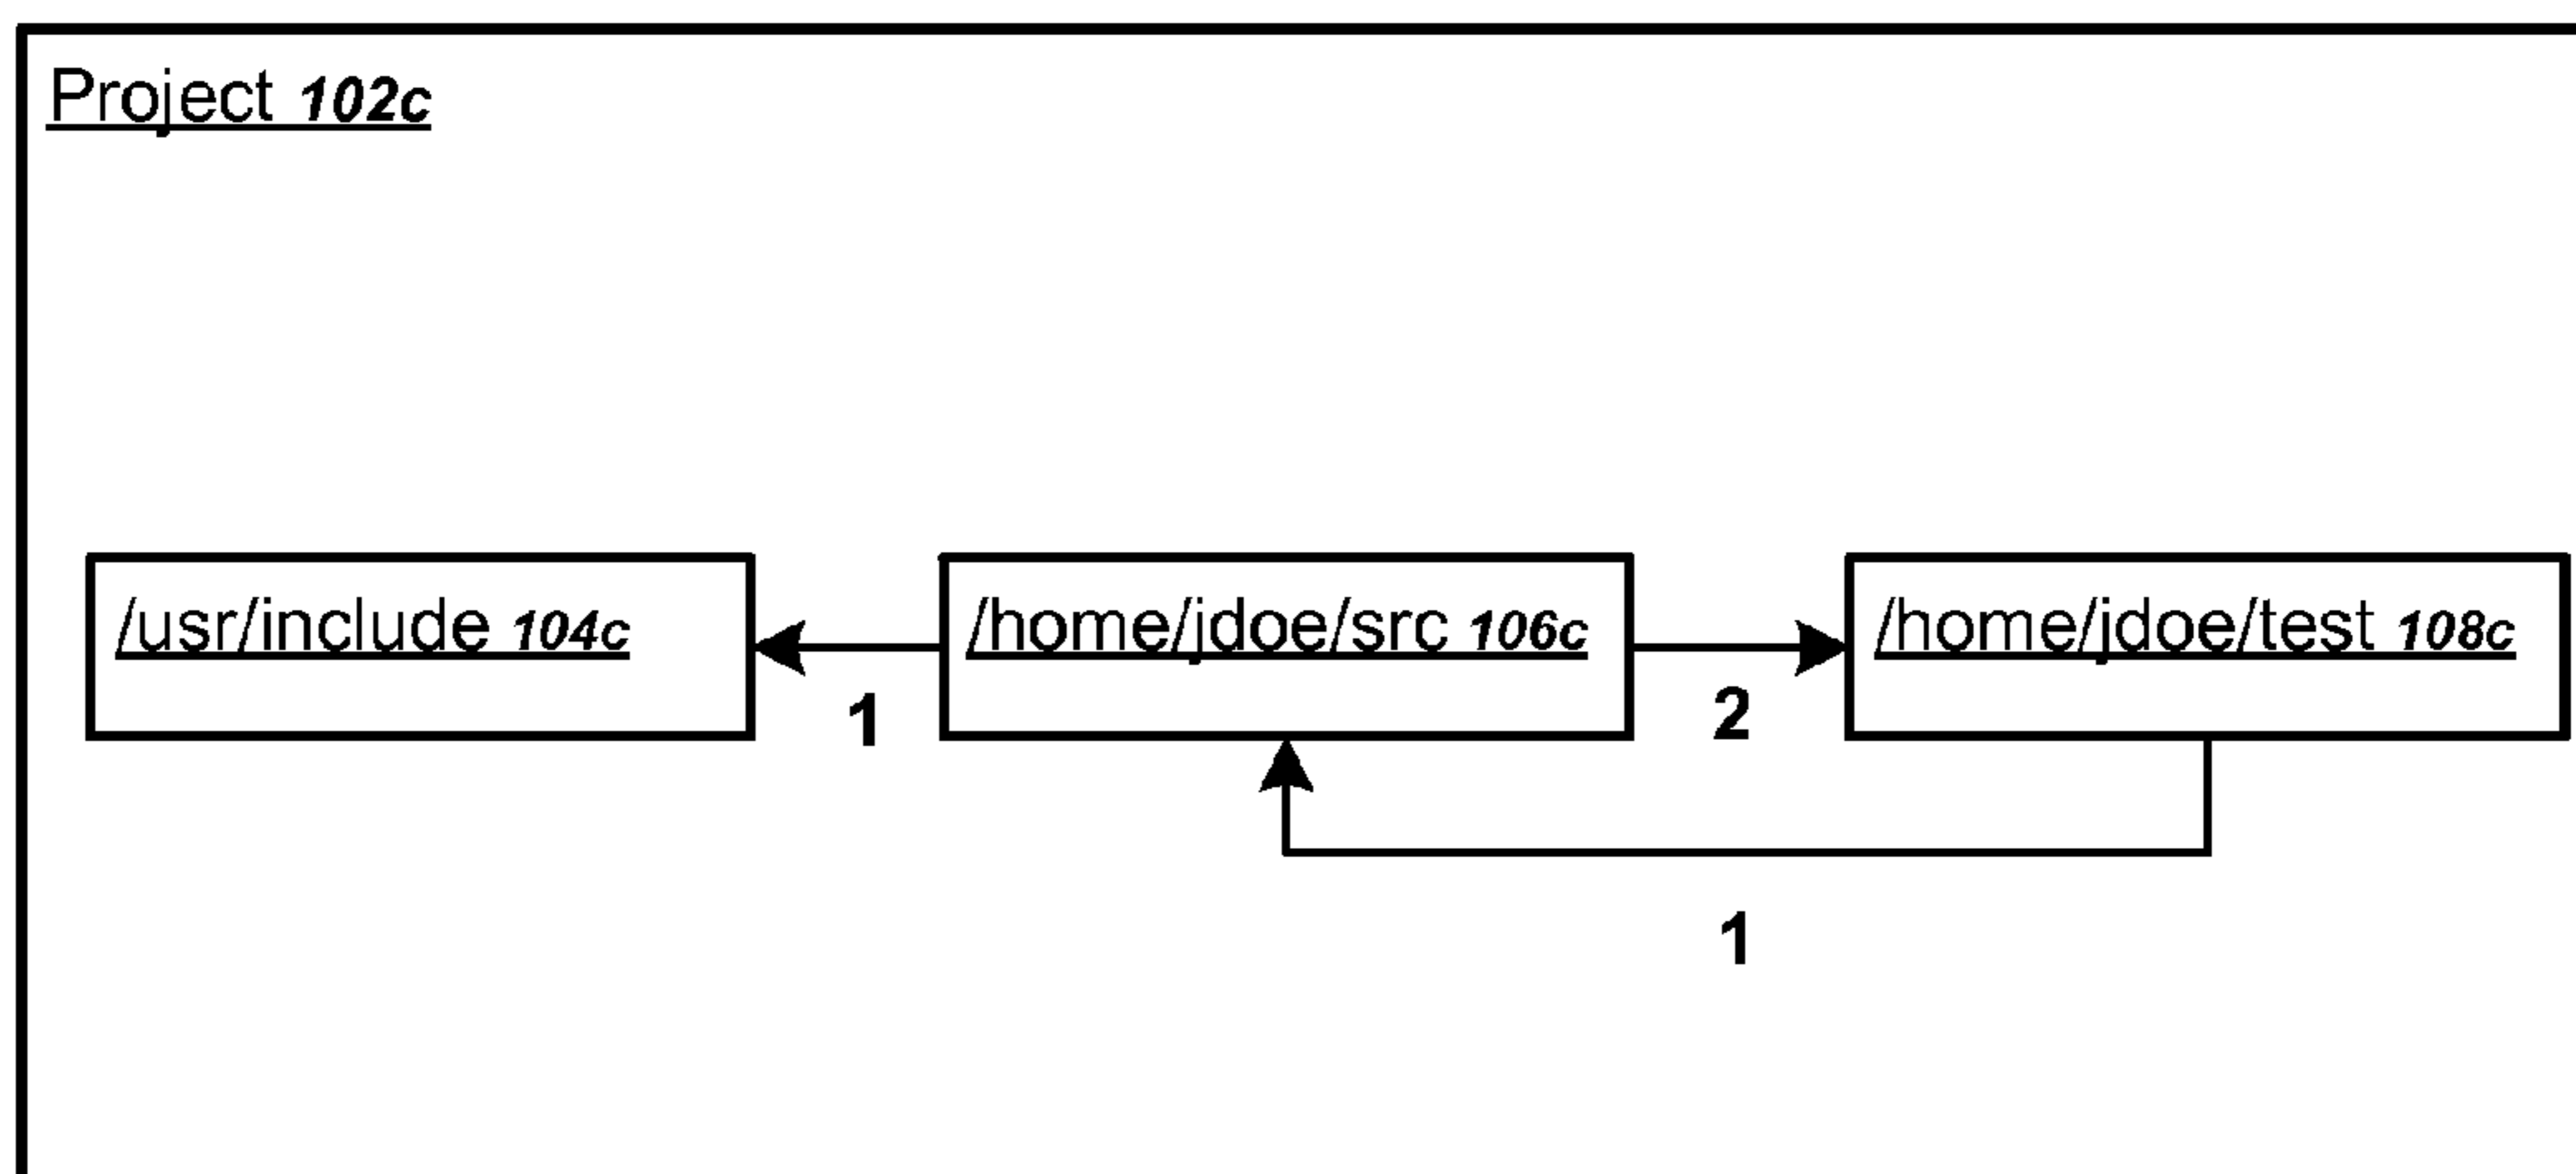 Project 102c
/usr/include 104c
/home/jdoe/src 106c
/home/jdoe/test 108c
1
2
1